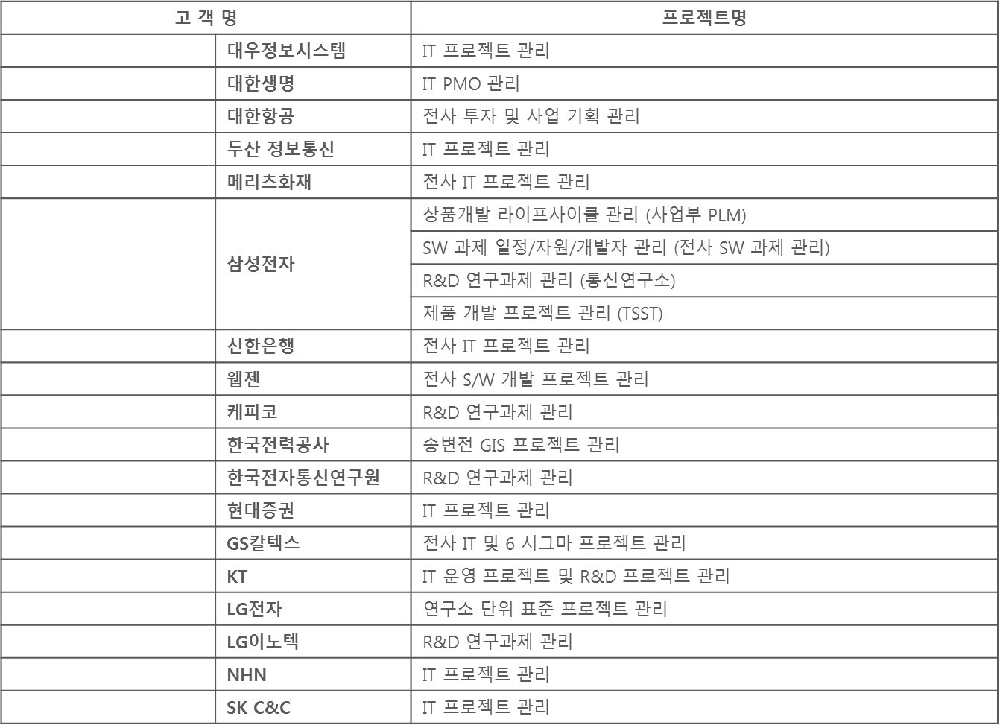 고 객 명 프로젝트명
대우정보시스템 IT 프로젝트 관리
대한생명 IT PMO 관리
대한항공 전사 투자 및 사업 기획 관리
두산 정보통신 IT 프로젝트 관리
메리츠화재 전사 IT 프로젝트 관리
삼성전자 상품개발 라이프사이클 관리 (사업부 PLM)
SW 과제 일정/자원/개발자 관리 (전사 SW 과제 관리)
R&D 연구과제 관리 (통신연구소)
제품 개발 프로젝트 관리 (TSST)
신한은행 전사 IT 프로젝트 관리
웹젠 전사 S/W 개발 프로젝트 관리
케피코 R&D 연구과제 관리
한국전력공사 송변전 GIS 프로젝트 관리
한국전자통신연구원 R&D 연구과제 관리
현대증권 IT 프로젝트 관리
GS칼텍스 전사 IT 및 6 시그마 프로젝트 관리
KT IT 운영 프로젝트 및 R&D 프로젝트 관리
LG전자 연구소 단위 표준 프로젝트 관리
LG이노텍 R&D 연구과제 관리
NHN IT 프로젝트 관리
SK C&C IT 프로젝트 관리